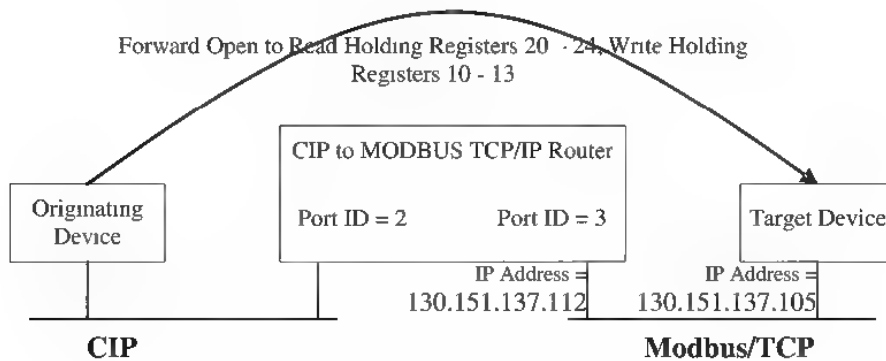 Forward Open to Read Holding Registers 20 - 24, Write Holding
Registers 10 - 13
CIP to MODBUS TCP/IP Router
Originating
Device
Port ID = 2
Port ID = 3
Target Device
IP Address =
130.151.137.112
IP Address =
130.151.137.105
CIP
Modbus/TCP